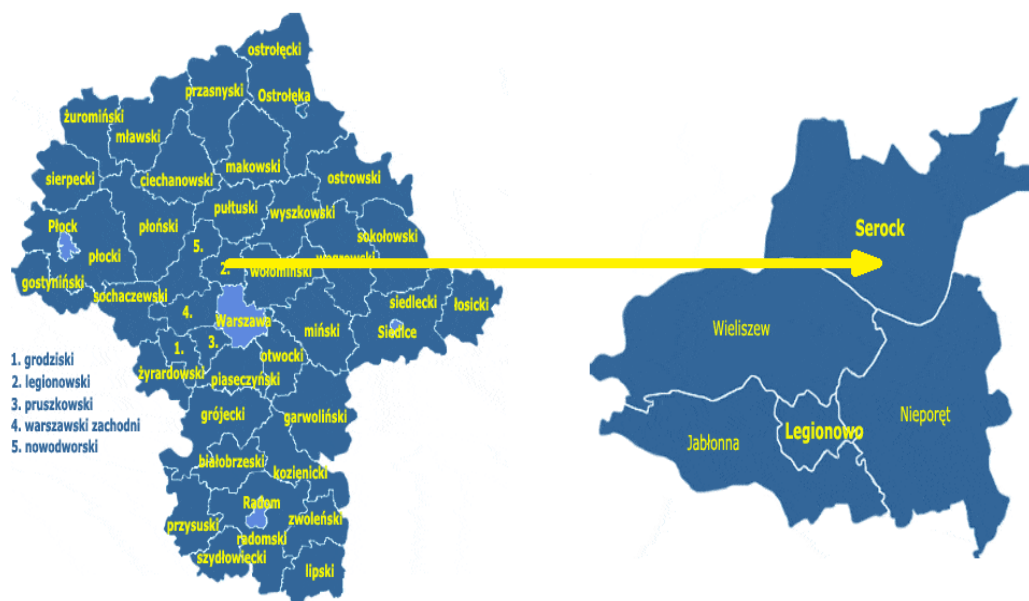 ostrołęcki
przasnyski
Ostrołęka
żuromiński
mławski
makowski
sierpecki
ciechanowski
ostrowski
pułtuski
wyszkowski
Płock
płoński
sokołowski
5.
płocki
węgrowski
2.
wołomiński
gostyniński
sochaczewski
siedlecki
łosicki
4.
Warszawa
miński
Siedlce
1.
3.
otwocki
żyrardowski
piaseczyński
grójecki
garwoliński
białobrzeski
kozienicki
Radom
przysuski
zwoleński
radomski
szydłowiecki
lipski
1. grodziski
2. legionowski
3. pruszkowski
4. warszawski zachodni
5. nowodworski
Serock
Wieliszew
Nieporęt
Jabłonna
Legionowo